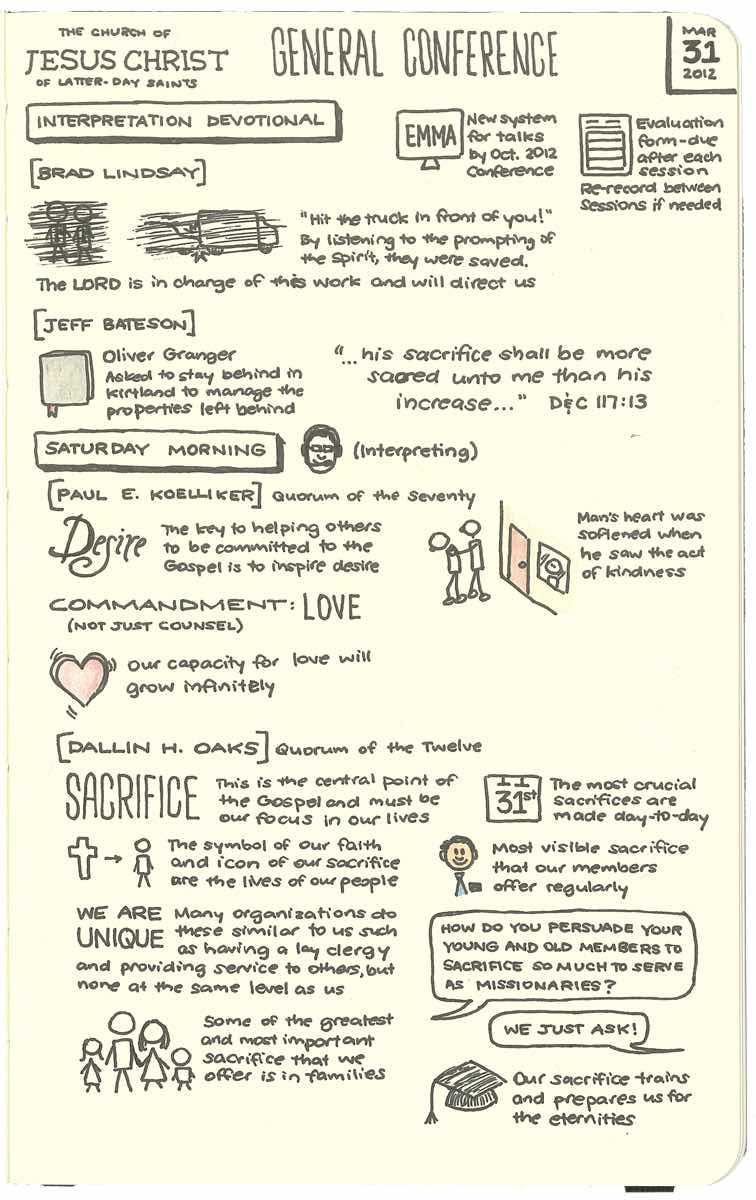 THE CHURCH OF
JESUS CHRIST
OF LATTER-DAY SAINTS
GENERAL CONFERENCE
MAR
31
2012
INTERPRETATION DEVOTIONAL
EMMA
New system
for talks
by Oct. 2012
Conference
Evaluation
form-due
after each
session
Re-record between
Sessions if needed
[BRAD LINDSAY]
"Hit the truck in front of you!"
By listening to the prompting of
the Spirit, they were saved.
The LORD is in charge of this work and will direct us
[JEFF BATESON]
Oliver Granger
Asked to stay behind in
Kirtland to manage the
properties left behind
"...his sacrifice shall be more
sacred unto me than his
increase..." D&C 117:13
SATURDAY MORNING
(Interpreting)
[PAUL E. KOELLIKER] Quorum of the Seventy
Desire
The key to helping others
to be committed to the
Gospel is to inspire desire
Man's heart was
softened when
he saw the act
of kindness
COMMANDMENT: LOVE
(NOT JUST COUNSEL)
Our capacity for love will
grow infinitely
[DALLIN H. OAKS] Quorum of the Twelve
SACRIFICE
This is the central point of
the Gospel and must be
our focus in our lives
31st
The most crucial
sacrifices are
made day-to-day
The symbol of our faith
and icon of our sacrifice
are the lives of our people
Most visible sacrifice
that our members
offer regularly
WE ARE
UNIQUE
Many organizations do
these similar to us such
as having a lay clergy
and providing service to others, but
none at the same level as us
HOW DO YOU PERSUADE YOUR
YOUNG AND OLD MEMBERS TO
SACRIFICE SO MUCH TO SERVE
AS MISSIONARIES?
WE JUST ASK!
Some of the greatest
and most important
sacrifice that we
offer is in families
Our sacrifice trains
and prepares us for
the eternities